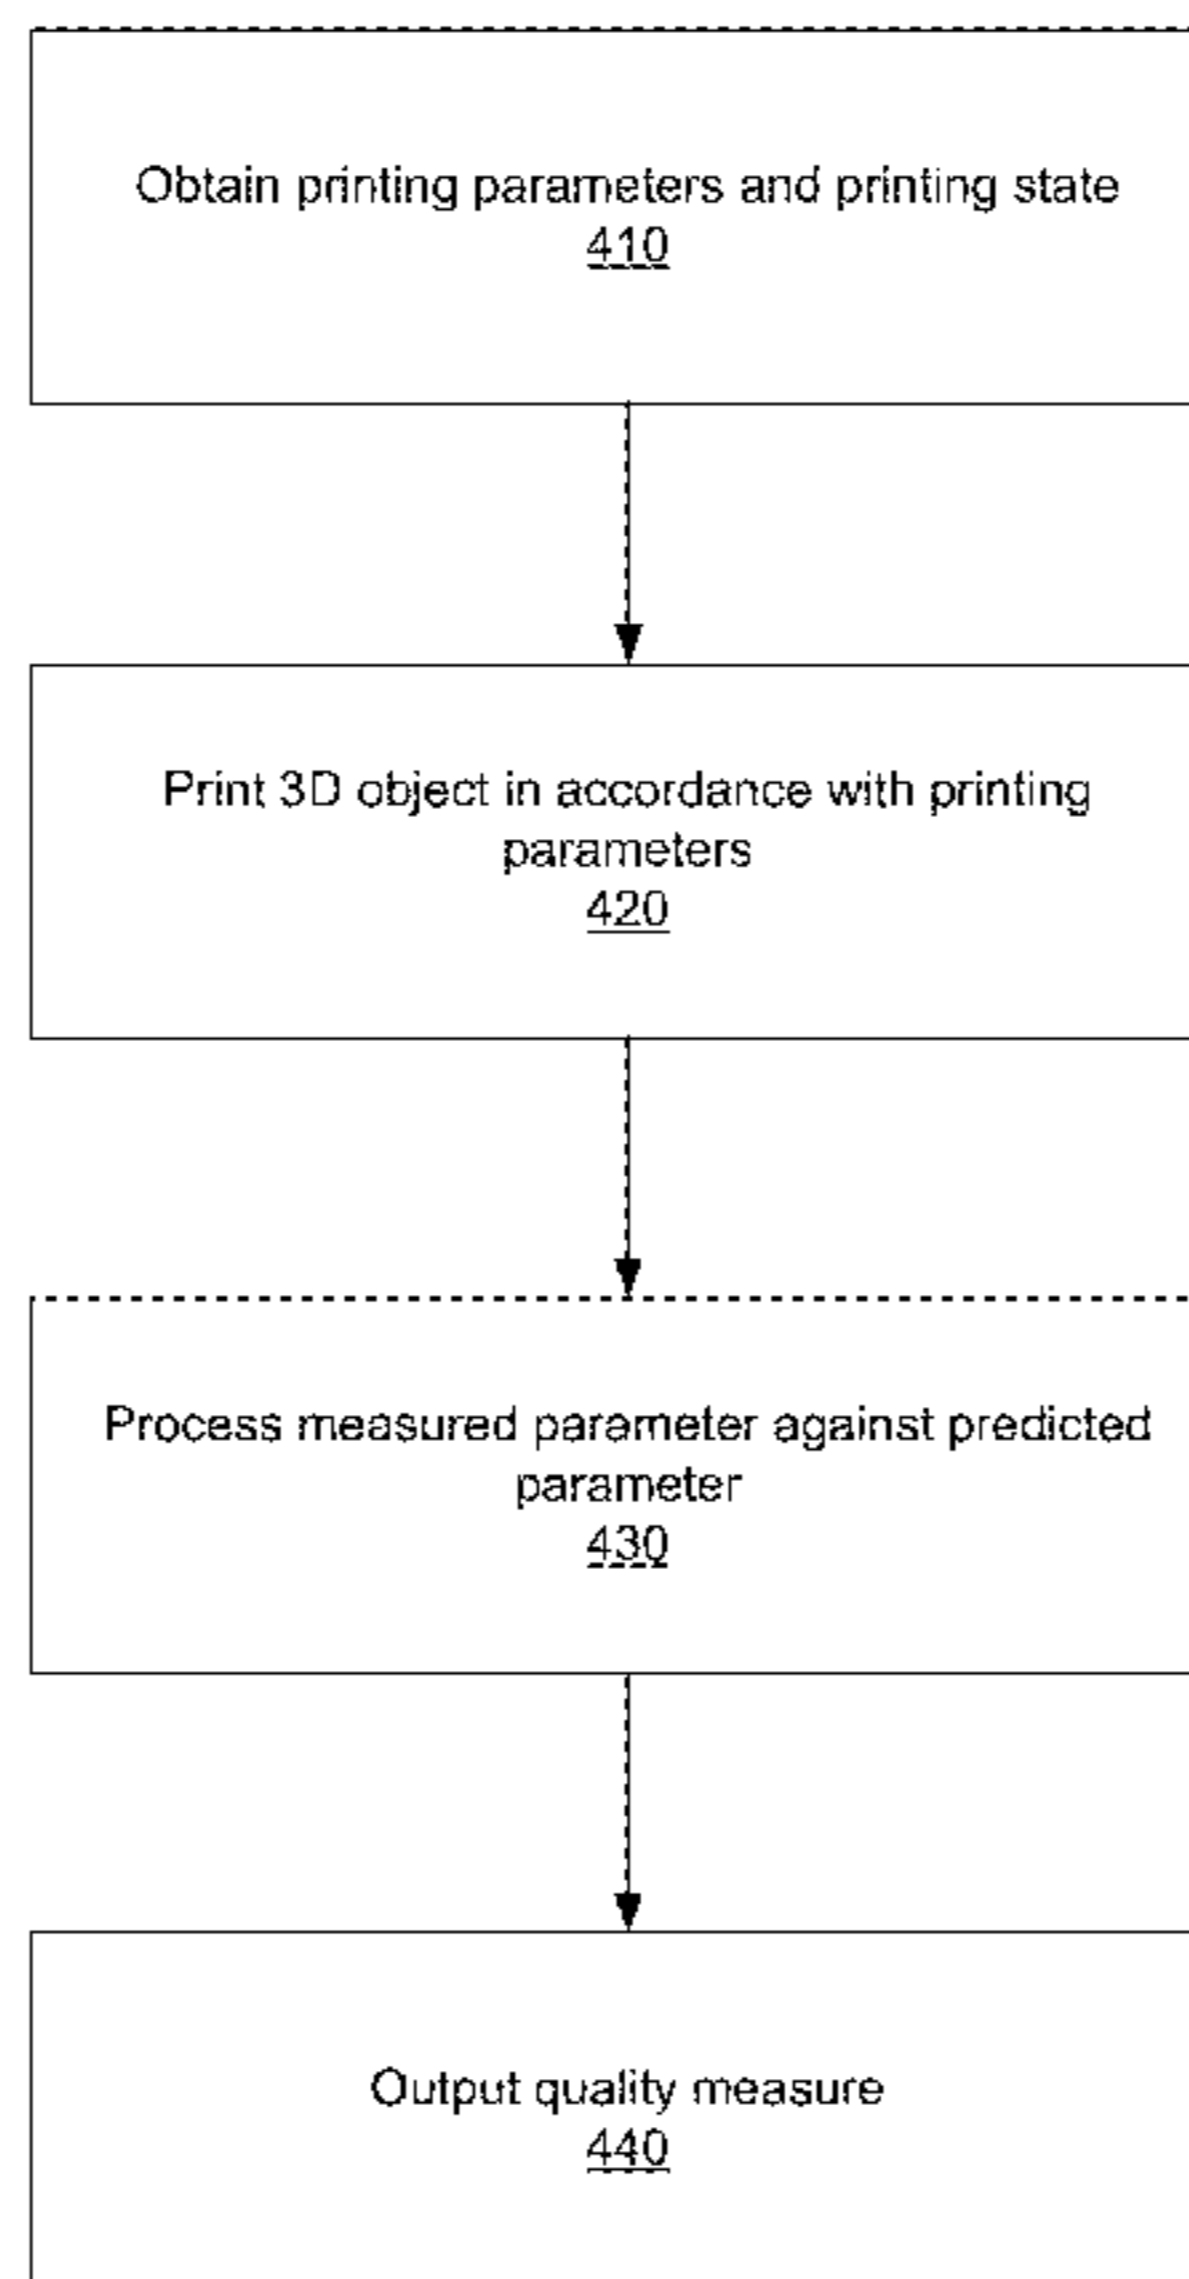 Obtain printing parameters and printing state
410
Print 3D object in accordance with printing
parameters
420
Process measured parameter against predicted
parameter
430
Output quality measure
440